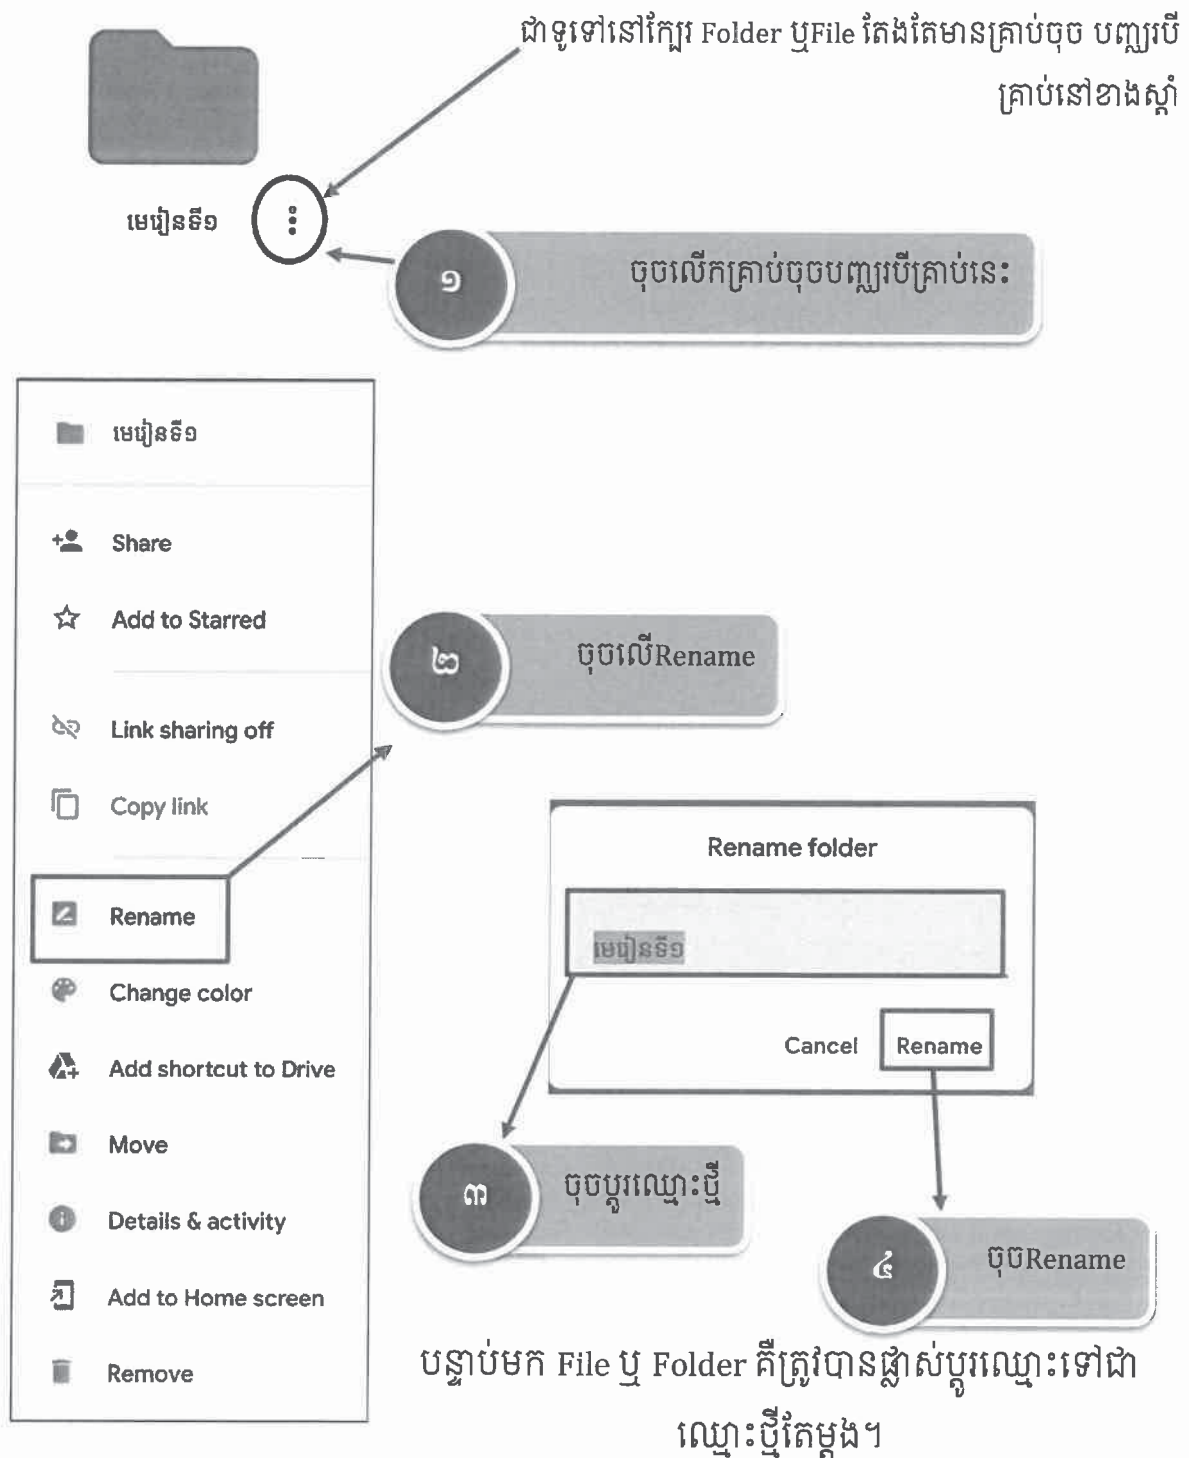 ជាទូទៅនៅក្បែរ Folder ឬFile តែងតែមានគ្រាប់ចុច បញ្ឈរបី
គ្រាប់នៅខាងស្ដាំ
មេរៀនទី១
១
ចុចលើកគ្រាប់ចុចបញ្ឈរបីគ្រាប់នេះ
មេរៀនទី១
Share
Add to Starred
Link sharing off
Copy link
Rename
Change color
Add shortcut to Drive
Move
Details & activity
Add to Home screen
Remove
២
ចុចលើRename
Rename folder
មេរៀនទី១
Cancel
Rename
៣
ចុចប្ដូរឈ្មោះថ្មី
៤
ចុចRename
បន្ទាប់មក File ឬ Folder គឺត្រូវបានផ្លាស់ប្ដូរឈ្មោះទៅជា
ឈ្មោះថ្មីតែម្ដង។